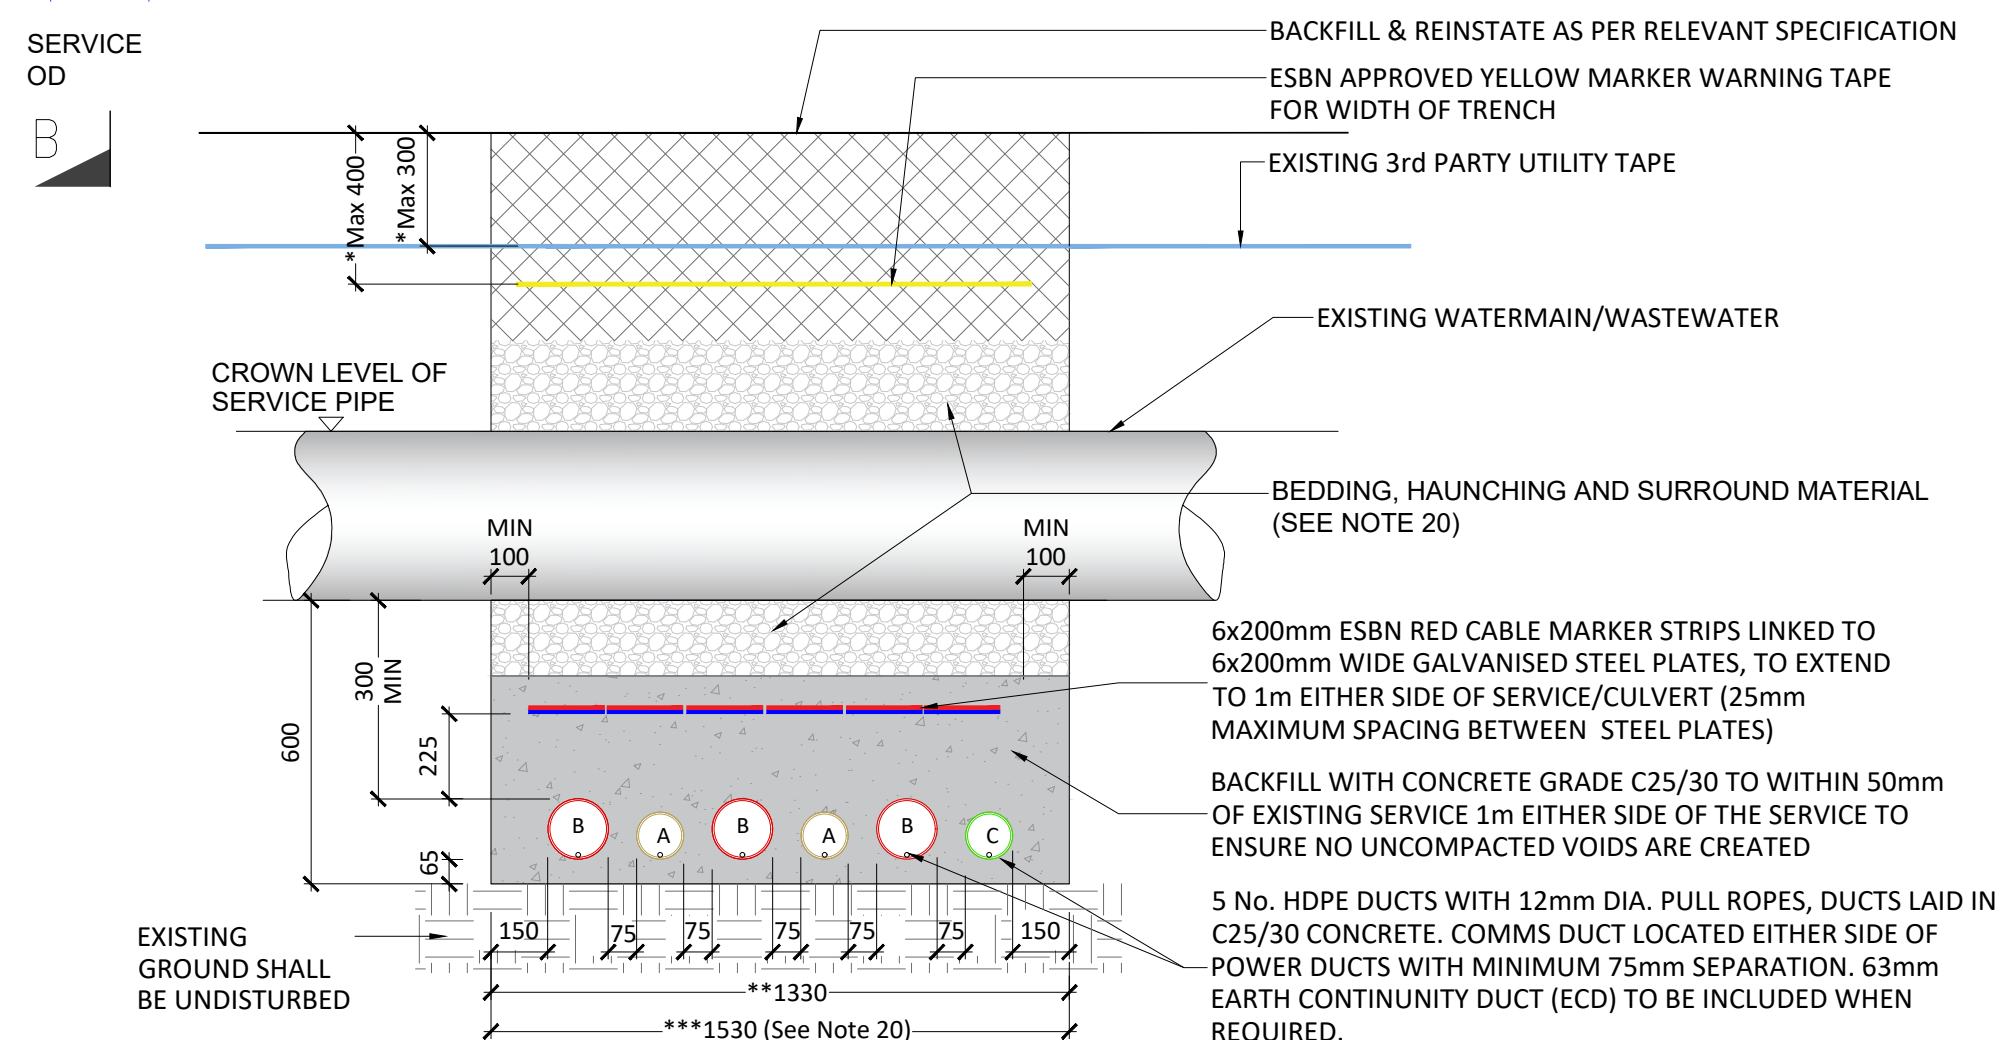 SERVICE
OD
B
BACKFILL & REINSTATE AS PER RELEVANT SPECIFICATION
ESBN APPROVED YELLOW MARKER WARNING TAPE
FOR WIDTH OF TRENCH
EXISTING 3rd PARTY UTILITY TAPE
*Max 400
*Max 300
EXISTING WATERMAIN/WASTEWATER
CROWN LEVEL OF
SERVICE PIPE
BEDDING, HAUNCHING AND SURROUND MATERIAL
(SEE NOTE 20)
MIN
100
MIN
100
6x200mm ESBN RED CABLE MARKER STRIPS LINKED TO
6x200mm WIDE GALVANISED STEEL PLATES, TO EXTEND
TO 1m EITHER SIDE OF SERVICE/CULVERT (25mm
MAXIMUM SPACING BETWEEN STEEL PLATES)
600
300
MIN
225
65
BACKFILL WITH CONCRETE GRADE C25/30 TO WITHIN 50mm
OF EXISTING SERVICE 1m EITHER SIDE OF THE SERVICE TO
ENSURE NO UNCOMPACTED VOIDS ARE CREATED
B A B A B C
5 No. HDPE DUCTS WITH 12mm DIA. PULL ROPES, DUCTS LAID IN
C25/30 CONCRETE. COMMS DUCT LOCATED EITHER SIDE OF
POWER DUCTS WITH MINIMUM 75mm SEPARATION. 63mm
EARTH CONTINUNITY DUCT (ECD) TO BE INCLUDED WHEN
REQUIRED.
EXISTING
GROUND SHALL
BE UNDISTURBED
150 75 75 75 75 75 150
**1330
***1530 (See Note 20)